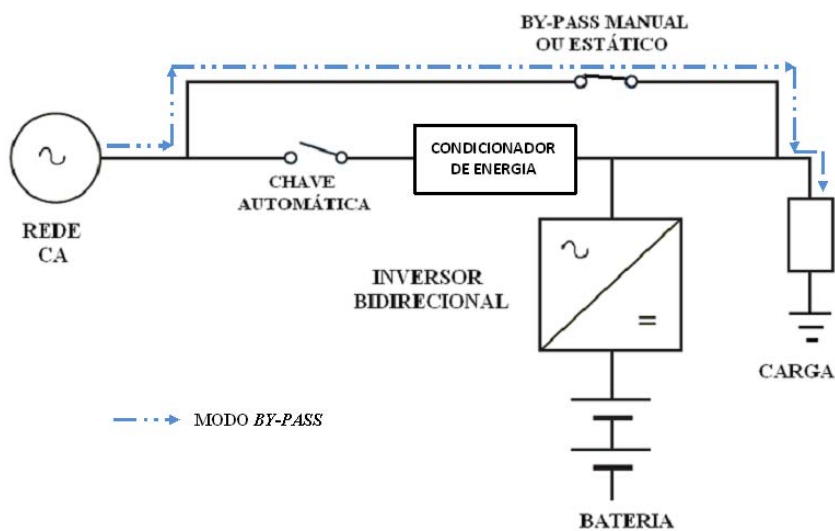 BY-PASS MANUAL
OU ESTÁTICO
CONDICIONADOR
DE ENERGIA
CHAVE
AUTOMÁTICA
REDE
CA
INVERSOR
BIDIRECIONAL
=
CARGA
MODO BY-PASS
BATERIA